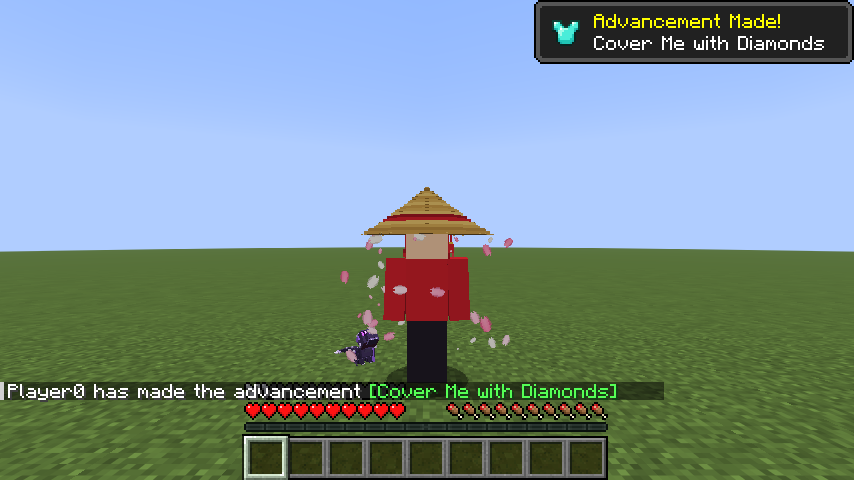 Advancement Made!
Cover Me with Diamonds
Player0 has made the advancement [Cover Me with Diamonds]